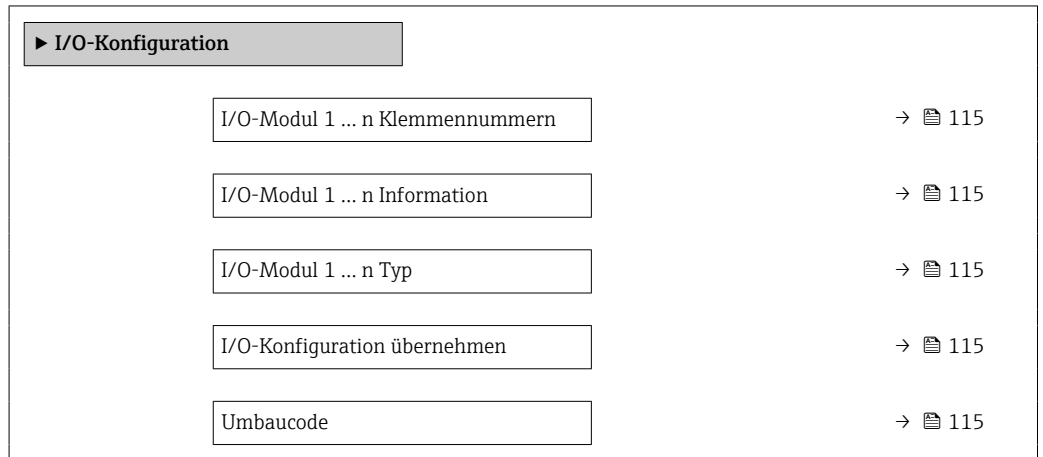 ▶ I/O-Konfiguration
I/O-Modul 1 … n Klemmennummern → 115
I/O-Modul 1 … n Information → 115
I/O-Modul 1 … n Typ → 115
I/O-Konfiguration übernehmen → 115
Umbaucode → 115